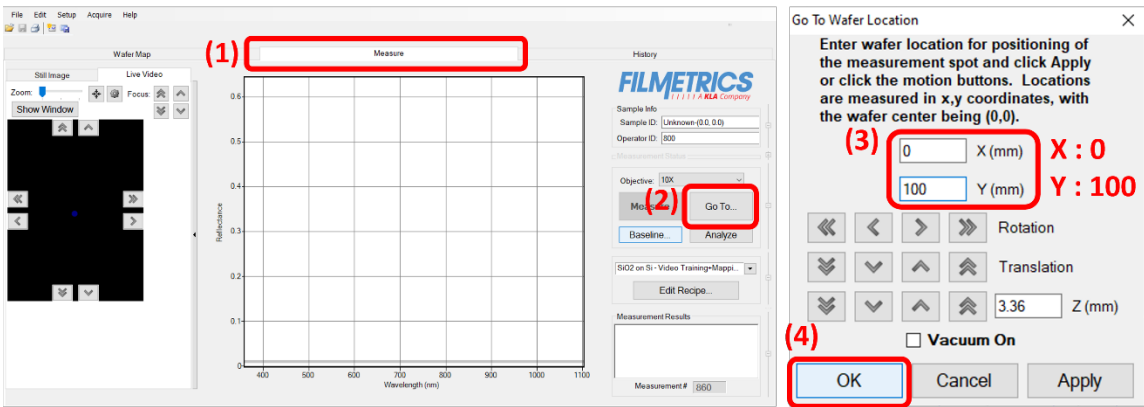 File Edit Setup Acquire Help
Wafer Map
(1)
Measure
History
Still Image
Live Video
Zoom:
Focus:
Show Window
FILMETRICS
A KLA Company
Sample Info
Sample ID: Unknown-(0.0, 0.0)
Operator ID: 800
Measurement Status
Objective: 10X
Measure
(2)
Go To...
Baseline...
Analyze
SiO2 on Si - Video Training+Mappi...
Edit Recipe...
Measurement Results
Measurement # 860
Reflectance
0.6
0.5
0.4
0.3
0.2
0.1
0
400 500 600 700 800 900 1000 1100
Wavelength (nm)
Go To Wafer Location
Enter wafer location for positioning of
the measurement spot and click Apply
or click the motion buttons. Locations
are measured in x,y coordinates, with
the wafer center being (0,0).
(3)
0 X (mm)
X : 0
100 Y (mm)
Y : 100
Rotation
Translation
3.36 Z (mm)
(4)
Vacuum On
OK
Cancel
Apply